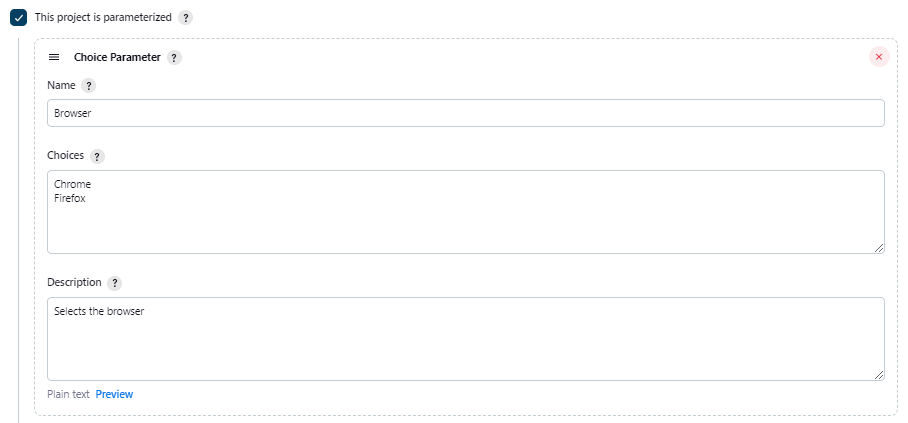 This project is parameterized ?
Choice Parameter ?
Name ?
Browser
Choices ?
Chrome
Firefox
Description ?
Selects the browser
Plain text Preview